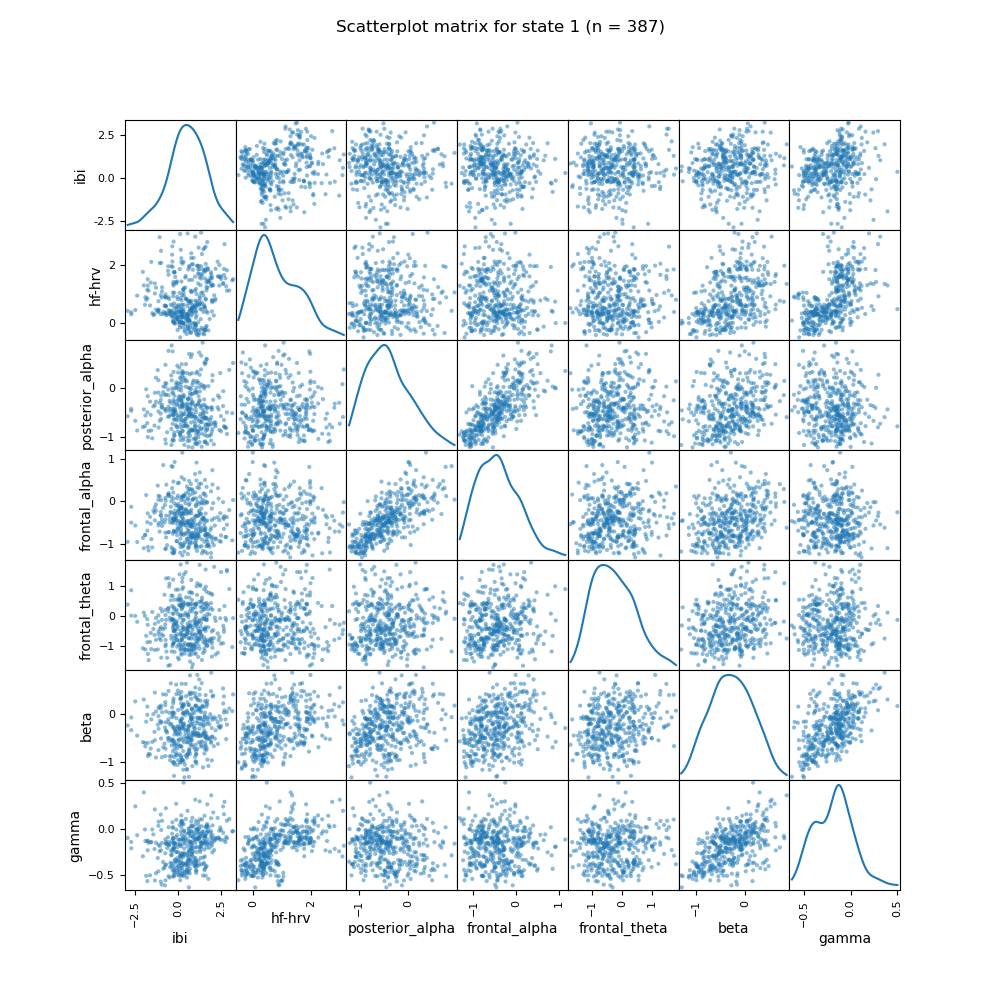 Scatterplot matrix for state 1 (n = 387)
ibi
2.5
0.0
−2.5
hf-hrv
2
0
posterior_alpha
0
−1
frontal_alpha
1
0
−1
frontal_theta
1
0
−1
beta
0
−1
gamma
0.5
0.0
−0.5
−2.5 0.0 2.5 0 2 −1 0 −1 0 1 −1 0 1 −1 0 −0.5 0.0 0.5
ibi hf-hrv posterior_alpha frontal_alpha frontal_theta beta gamma